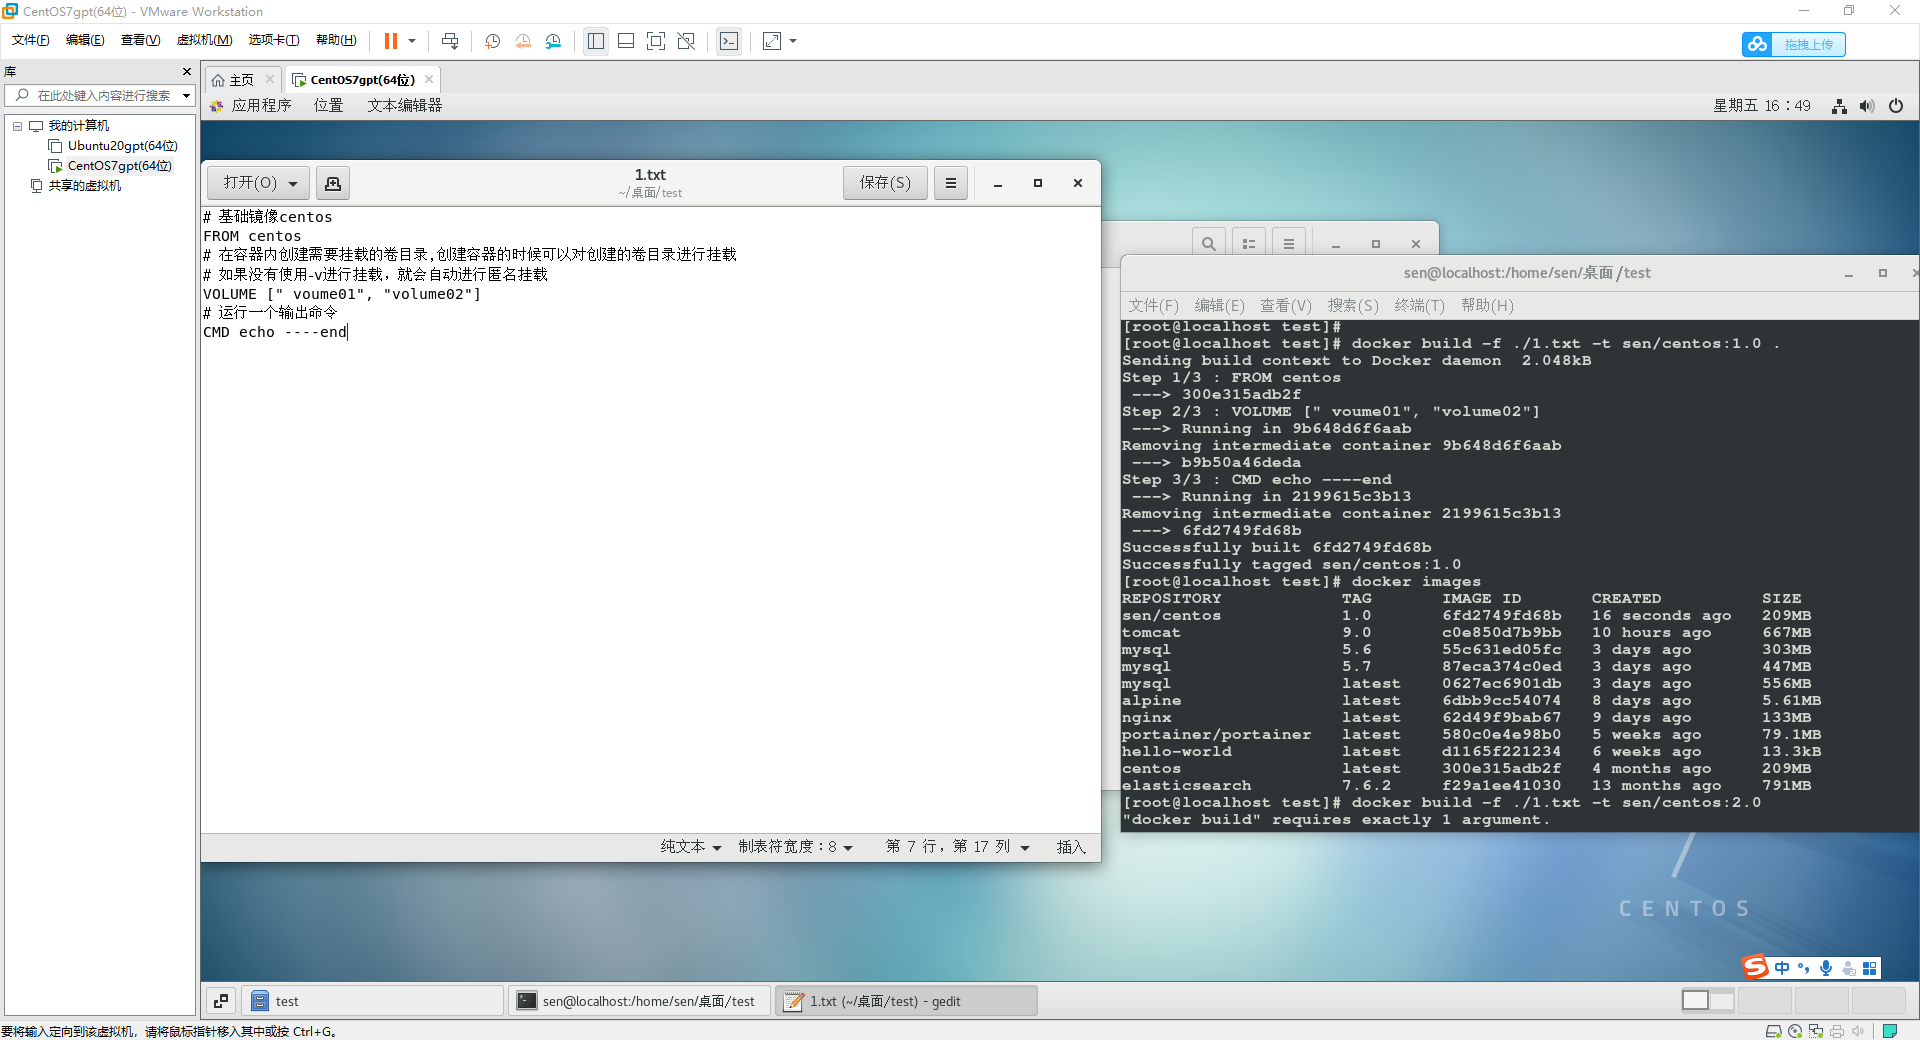 CentOS7gpt(64位) - VMware Workstation
文件(F) 编辑(E) 查看(V) 虚拟机(M) 选项卡(T) 帮助(H)
拖拽上传
库
主页
CentOS7gpt(64位)
在此处键入内容进行搜索
应用程序 位置 文本编辑器
星期五 16：49
我的计算机
Ubuntu20gpt(64位)
CentOS7gpt(64位)
共享的虚拟机
打开(O)
1.txt
~/桌面/test
保存(S)
# 基础镜像centos
FROM centos
# 在容器内创建需要挂载的卷目录,创建容器的时候可以对创建的卷目录进行挂载
# 如果没有使用-v进行挂载，就会自动进行匿名挂载
VOLUME [" voume01", "volume02"]
# 运行一个输出命令
CMD echo ----end
纯文本 制表符宽度：8 第 7 行，第 17 列 插入
sen@localhost:/home/sen/桌面/test
文件(F) 编辑(E) 查看(V) 搜索(S) 终端(T) 帮助(H)
[root@localhost test]#
[root@localhost test]# docker build -f ./1.txt -t sen/centos:1.0 .
Sending build context to Docker daemon  2.048kB
Step 1/3 : FROM centos
 ---> 300e315adb2f
Step 2/3 : VOLUME [" voume01", "volume02"]
 ---> Running in 9b648d6f6aab
Removing intermediate container 9b648d6f6aab
 ---> b9b50a46deda
Step 3/3 : CMD echo ----end
 ---> Running in 2199615c3b13
Removing intermediate container 2199615c3b13
 ---> 6fd2749fd68b
Successfully built 6fd2749fd68b
Successfully tagged sen/centos:1.0
[root@localhost test]# docker images
REPOSITORY TAG IMAGE ID CREATED SIZE
sen/centos 1.0 6fd2749fd68b 16 seconds ago 209MB
tomcat 9.0 c0e850d7b9bb 10 hours ago 667MB
mysql 5.6 55c631ed05fc 3 days ago 303MB
mysql 5.7 87eca374c0ed 3 days ago 447MB
mysql latest 0627ec6901db 3 days ago 556MB
alpine latest 6dbb9cc54074 8 days ago 5.61MB
nginx latest 62d49f9bab67 9 days ago 133MB
portainer/portainer latest 580c0e4e98b0 5 weeks ago 79.1MB
hello-world latest d1165f221234 6 weeks ago 13.3kB
centos latest 300e315adb2f 4 months ago 209MB
elasticsearch 7.6.2 f29a1ee41030 13 months ago 791MB
[root@localhost test]# docker build -f ./1.txt -t sen/centos:2.0
"docker build" requires exactly 1 argument.
CENTOS
中
test
sen@localhost:/home/sen/桌面/test
1.txt (~/桌面/test) - gedit
要将输入定向到该虚拟机，请将鼠标指针移入其中或按 Ctrl+G。